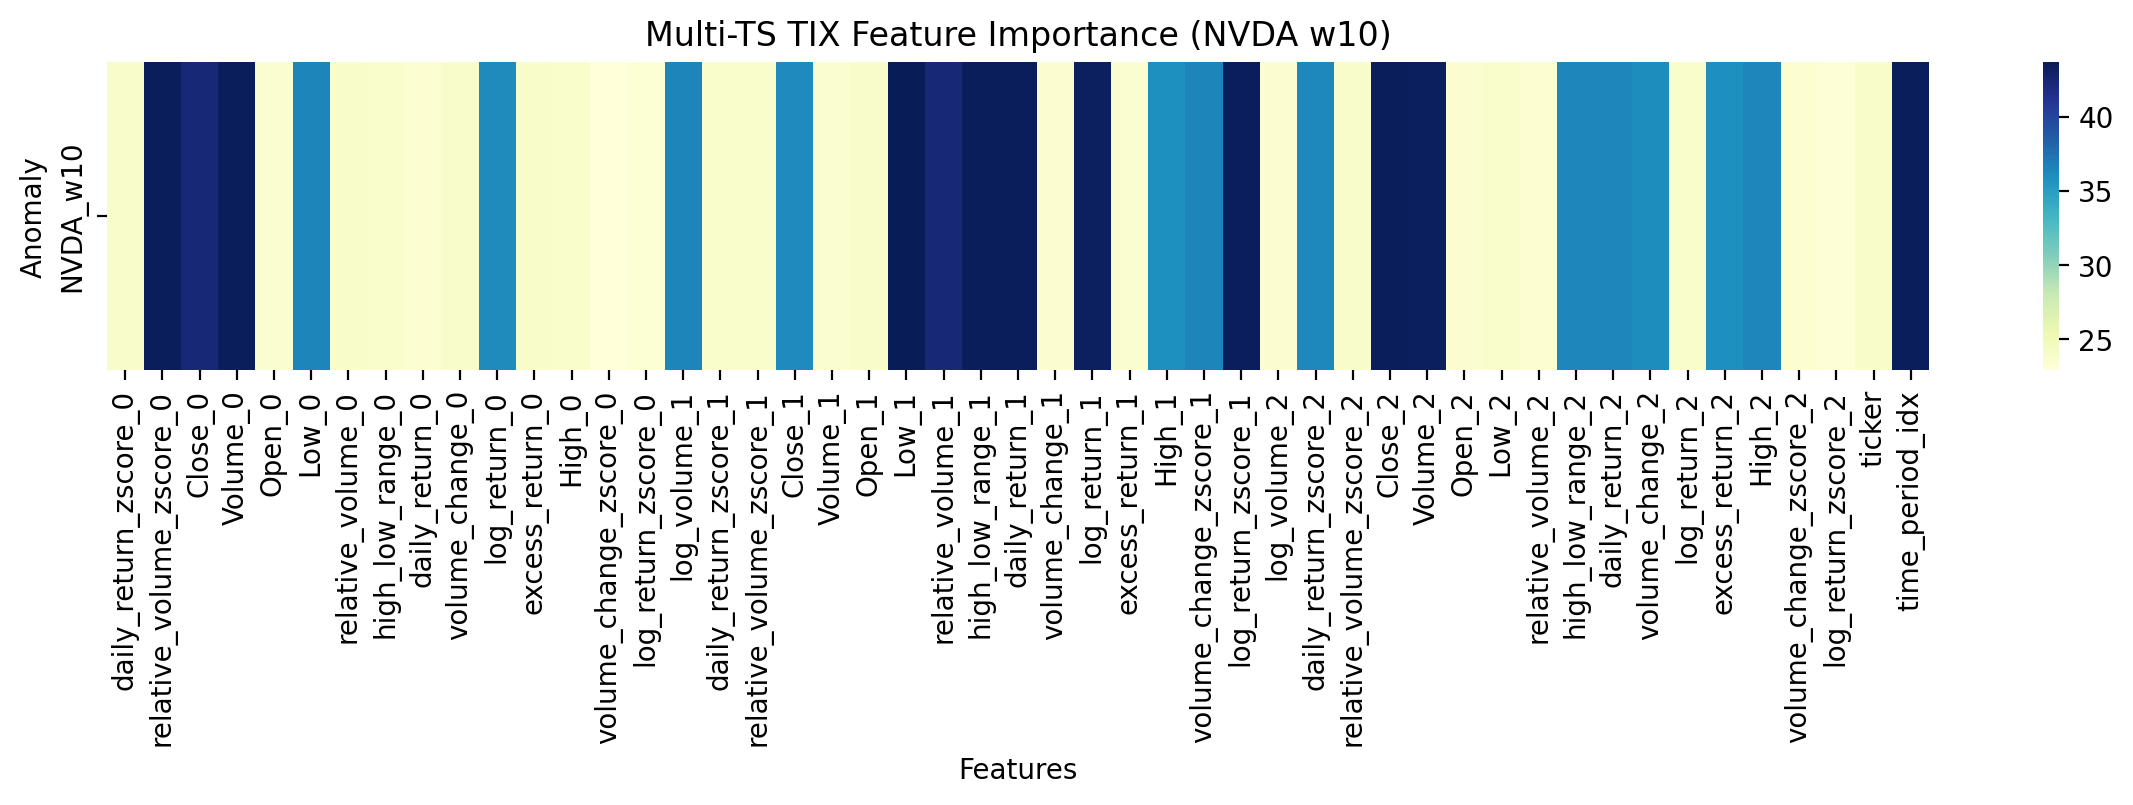 Multi-TS TIX Feature Importance (NVDA w10)
Anomaly
NVDA_w10
40
35
30
25
daily_return_zscore_0
relative_volume_zscore_0
Close_0
Volume_0
Open_0
Low_0
relative_volume_0
high_low_range_0
daily_return_0
volume_change_0
log_return_0
excess_return_0
High_0
volume_change_zscore_0
log_return_zscore_0
log_volume_1
daily_return_zscore_1
relative_volume_zscore_1
Close_1
Volume_1
Open_1
Low_1
relative_volume_1
high_low_range_1
daily_return_1
volume_change_1
log_return_1
excess_return_1
High_1
volume_change_zscore_1
log_return_zscore_1
log_volume_2
daily_return_zscore_2
relative_volume_zscore_2
Close_2
Volume_2
Open_2
Low_2
relative_volume_2
high_low_range_2
daily_return_2
volume_change_2
log_return_2
excess_return_2
High_2
volume_change_zscore_2
log_return_zscore_2
ticker
time_period_idx
Features